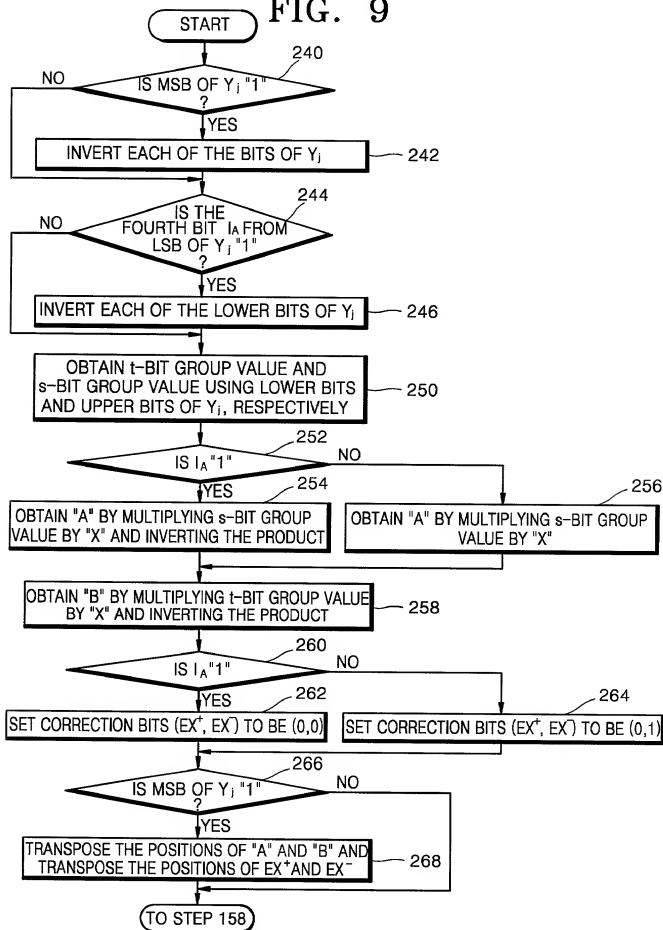 FIG. 9
START
240
IS MSB OF Yj "1"
?
NO
YES
INVERT EACH OF THE BITS OF Yj
242
244
IS THE
FOURTH BIT IA FROM
LSB OF Yj "1"
?
NO
YES
INVERT EACH OF THE LOWER BITS OF Yj
246
OBTAIN t-BIT GROUP VALUE AND
s-BIT GROUP VALUE USING LOWER BITS
AND UPPER BITS OF Yj, RESPECTIVELY
250
252
IS IA "1"
NO
YES
254
256
OBTAIN "A" BY MULTIPLYING s-BIT GROUP
VALUE BY "X" AND INVERTING THE PRODUCT
OBTAIN "A" BY MULTIPLYING s-BIT GROUP
VALUE BY "X"
OBTAIN "B" BY MULTIPLYING t-BIT GROUP VALUE
BY "X" AND INVERTING THE PRODUCT
258
260
IS IA "1"
NO
YES
262
264
SET CORRECTION BITS (EX+, EX-) TO BE (0,0)
SET CORRECTION BITS (EX+, EX-) TO BE (0,1)
266
IS MSB OF Yj "1"
?
NO
YES
TRANSPOSE THE POSITIONS OF "A" AND "B" AND
TRANSPOSE THE POSITIONS OF EX+ AND EX-
268
TO STEP 158